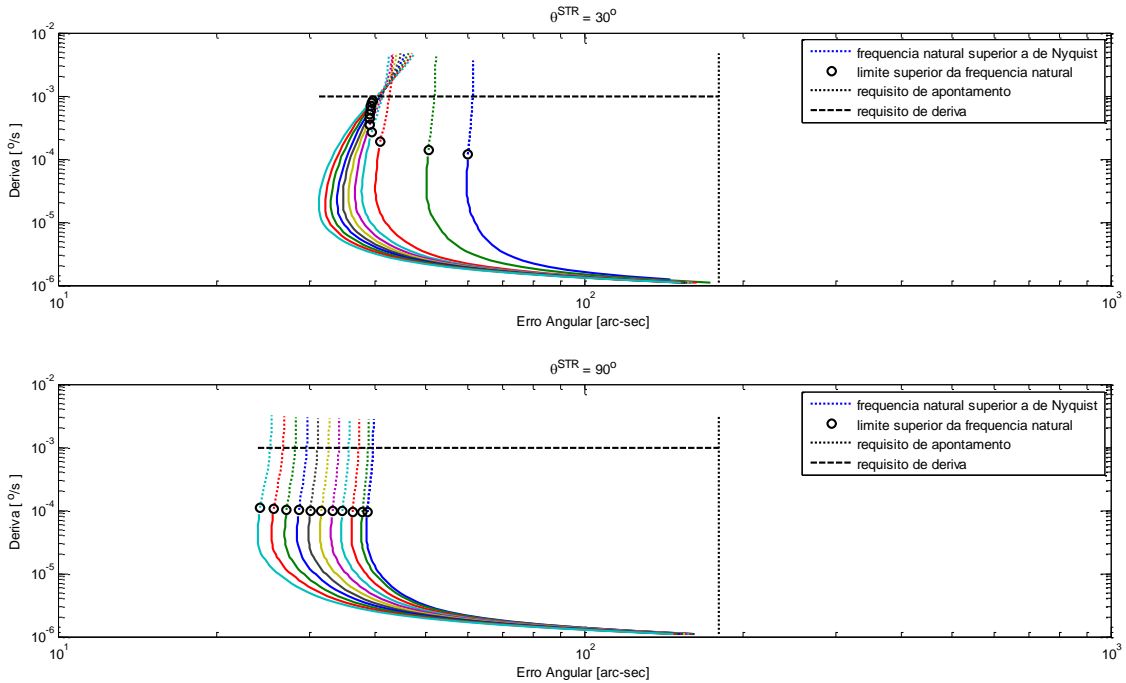 θSTR = 30o
10-2
10-3
10-4
10-5
10-6
Deriva [ o/s ]
101
102
103
Erro Angular [arc-sec]
frequencia natural superior a de Nyquist
limite superior da frequencia natural
requisito de apontamento
requisito de deriva
θSTR = 90o
10-2
10-3
10-4
10-5
10-6
Deriva [ o/s ]
101
102
103
Erro Angular [arc-sec]
frequencia natural superior a de Nyquist
limite superior da frequencia natural
requisito de apontamento
requisito de deriva